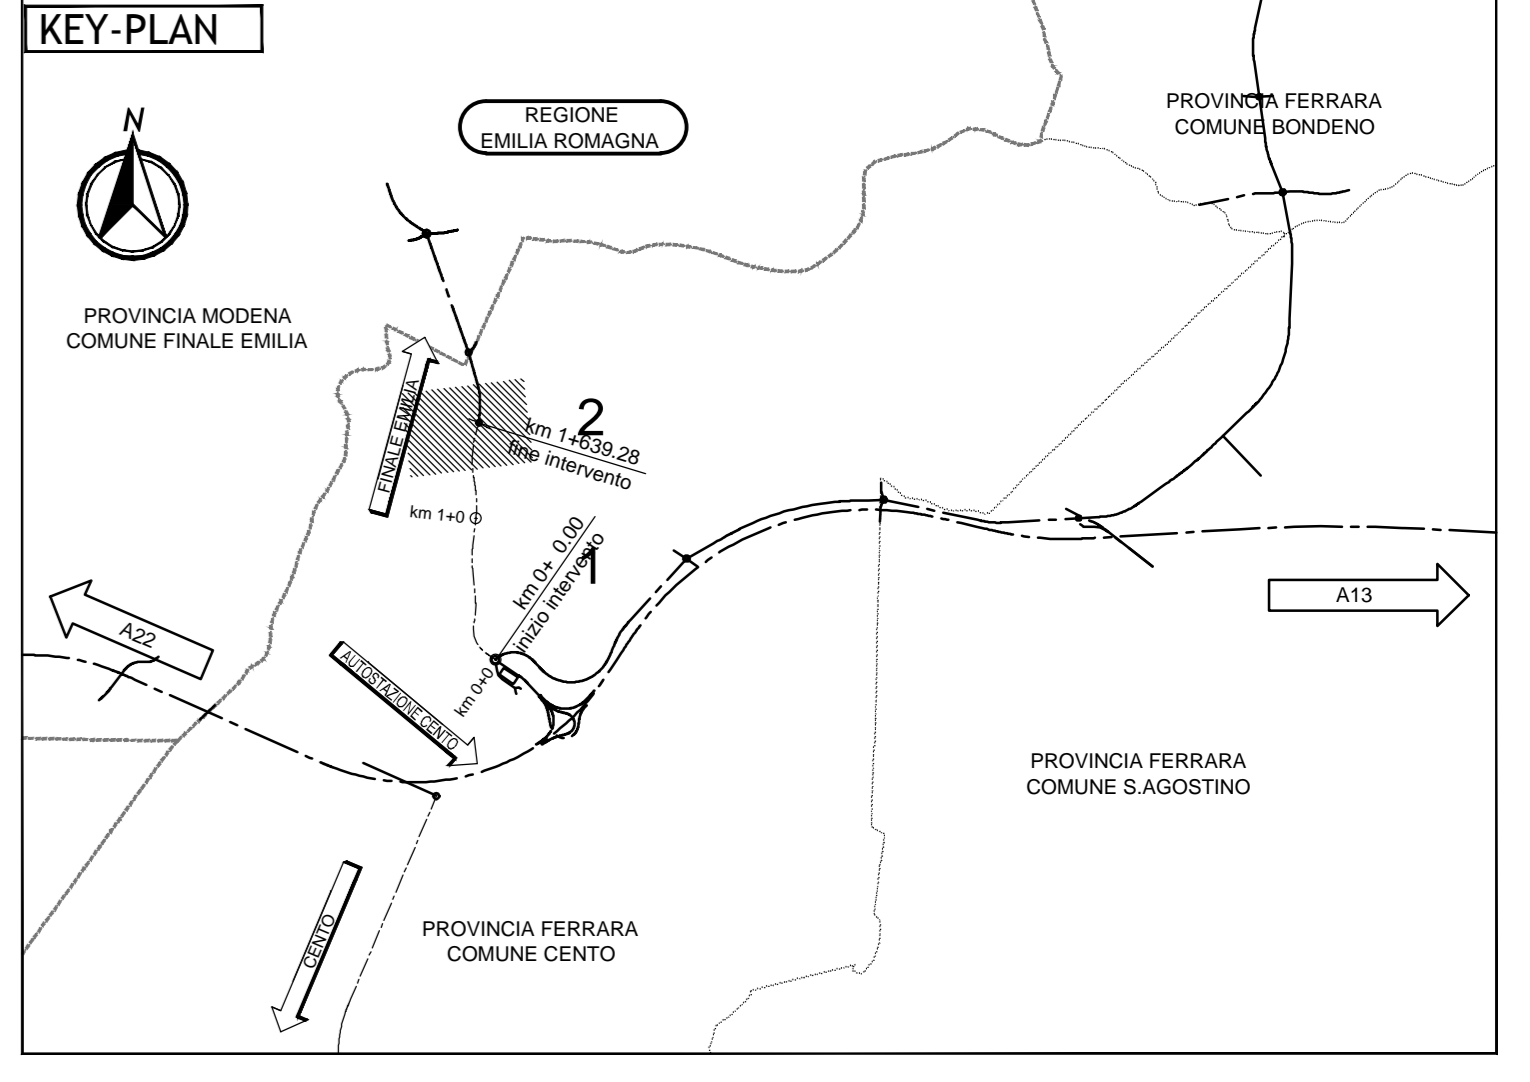 KEY-PLAN
N
REGIONE
EMILIA ROMAGNA
PROVINCIA FERRARA
COMUNE BONDENO
PROVINCIA MODENA
COMUNE FINALE EMILIA
FINALE EMILIA
2
km 1+639.28
fine intervento
km 1+0
1
km 0+ 0.00
inizio intervento
km 0+0
A22
AUTOSTAZIONE CENTO
A13
PROVINCIA FERRARA
COMUNE S.AGOSTINO
PROVINCIA FERRARA
COMUNE CENTO
CENTO